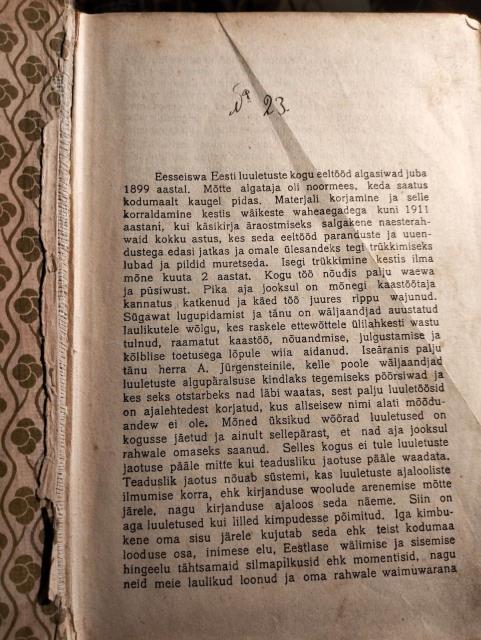 No 23.
Eesseiswa Eesti luuletuste kogu eeltööd algasiwad juba
1899 aastal. Mõtte algataja oli noormees, keda saatus
kodumaalt kaugel pidas. Materjali korjamine ja selle
korraldamine kestis wäikeste waheaegadega kuni 1911
aastani, kui käsikirja äraostmiseks salgakene naesterah-
waid kokku astus, kes seda eeltööd paranduste ja uuen-
dustega edasi jatkas ja omale ülesandeks tegi trükkimiseks
lubad ja pildid muretseda. Isegi trükkimine kestis ilma
mõne kuuta 2 aastat. Kogu töö nõudis palju waewa
ja püsiwust. Pika aja jooksul on mõnegi kaastöötaja
kannatus katkenud ja käed töö juures rippu wajunud.
Sügawat lugupidamist ja tänu on wäljaandjad auustatud
laulikutele wõlgu, kes raskele ettewõttele ülilahkesti wastu
tulnud, raamatut kaastöö, nõuandmise, julgustamise ja
kõlblise toetusega lõpule wiia aidanud. Iseäranis palju
tänu herra A. Jürgensteinile, kelle poole wäljaandjad
luuletuste algupäralsuse kindlaks tegemiseks pöörsiwad ja
kes seks otstarbeks nad läbi waatas, sest palju luuletöösid
on ajalehtedest korjatud, kus allseisew nimi alati mõõdu-
andew ei ole. Mõned üksikud wõõrad luuletused on
kogusse jäetud ja ainult sellepärast, et nad aja jooksul
rahwale omaseks saanud. Selles kogus ei tule luuletuste
jaotuse pääle mitte kui teadusliku jaotuse pääle waadata.
Teaduslik jaotus nõuab süstemi, kas luuletuste ajalooliste
ilmumise korra, ehk kirjanduse woolude arenemise mõtte
järele, nagu kirjanduse ajaloos seda näeme. Siin on
aga luuletused kui lilled kimpudesse põimitud. Iga kimbu-
kene oma sisu järele kujutab seda ehk teist kodumaa
looduse osa, inimese elu, Eestlase wälimise ja sisemise
hingeelu tähtsamaid silmapilkusid ehk momentisid, nagu
neid meie laulikud loonud ja oma rahwale waimuwarana